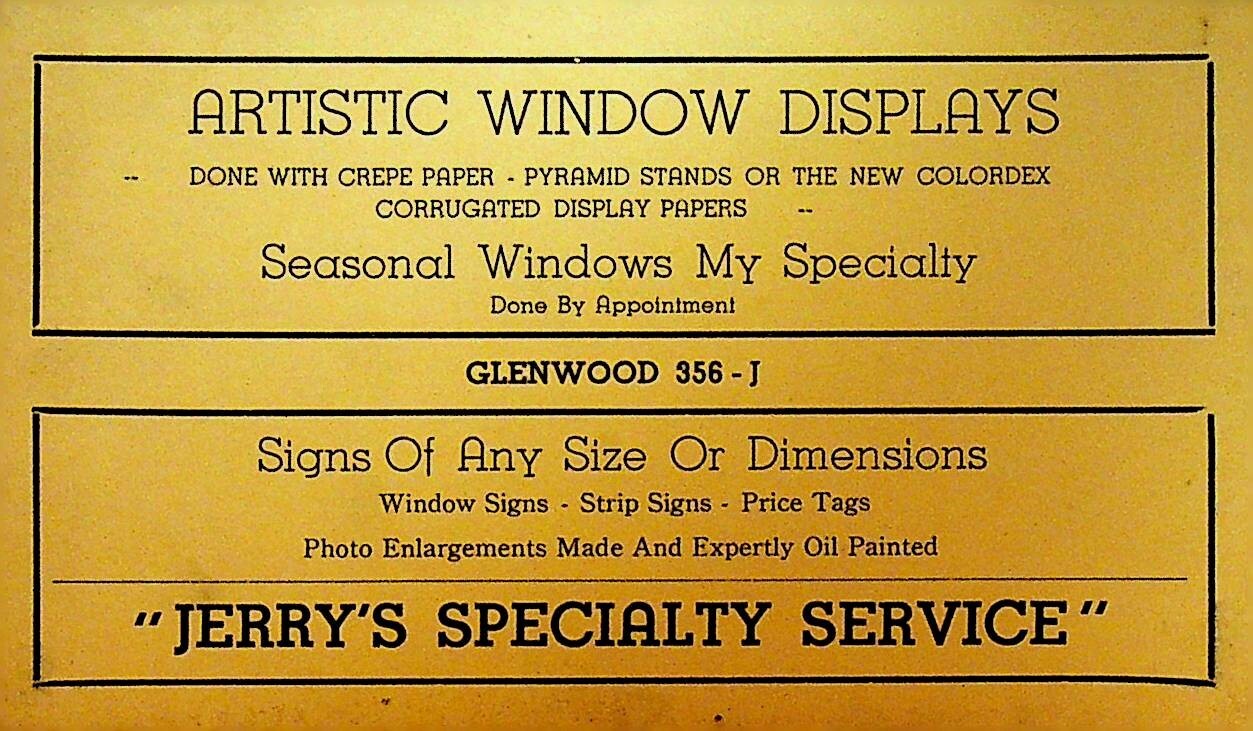 ARTISTIC WINDOW DISPLAYS
-- DONE WITH CREPE PAPER - PYRAMID STANDS OR THE NEW COLORDEX
CORRUGATED DISPLAY PAPERS --
Seasonal Windows My Specialty
Done By Appointment
GLENWOOD 356 - J
Signs Of Any Size Or Dimensions
Window Signs - Strip Signs - Price Tags
Photo Enlargements Made And Expertly Oil Painted
"JERRY'S SPECIALTY SERVICE"